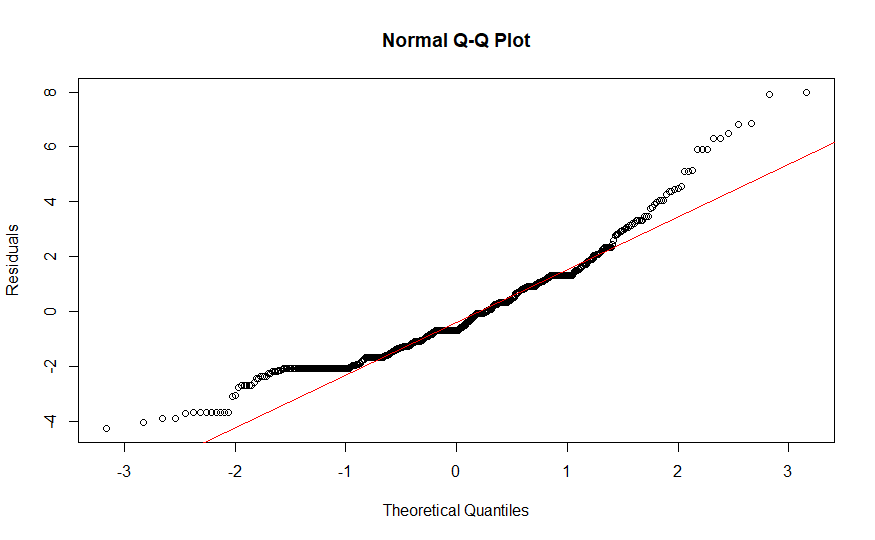 Normal Q-Q Plot
8
6
4
2
0
-2
-4
Residuals
-3 -2 -1 0 1 2 3
Theoretical Quantiles